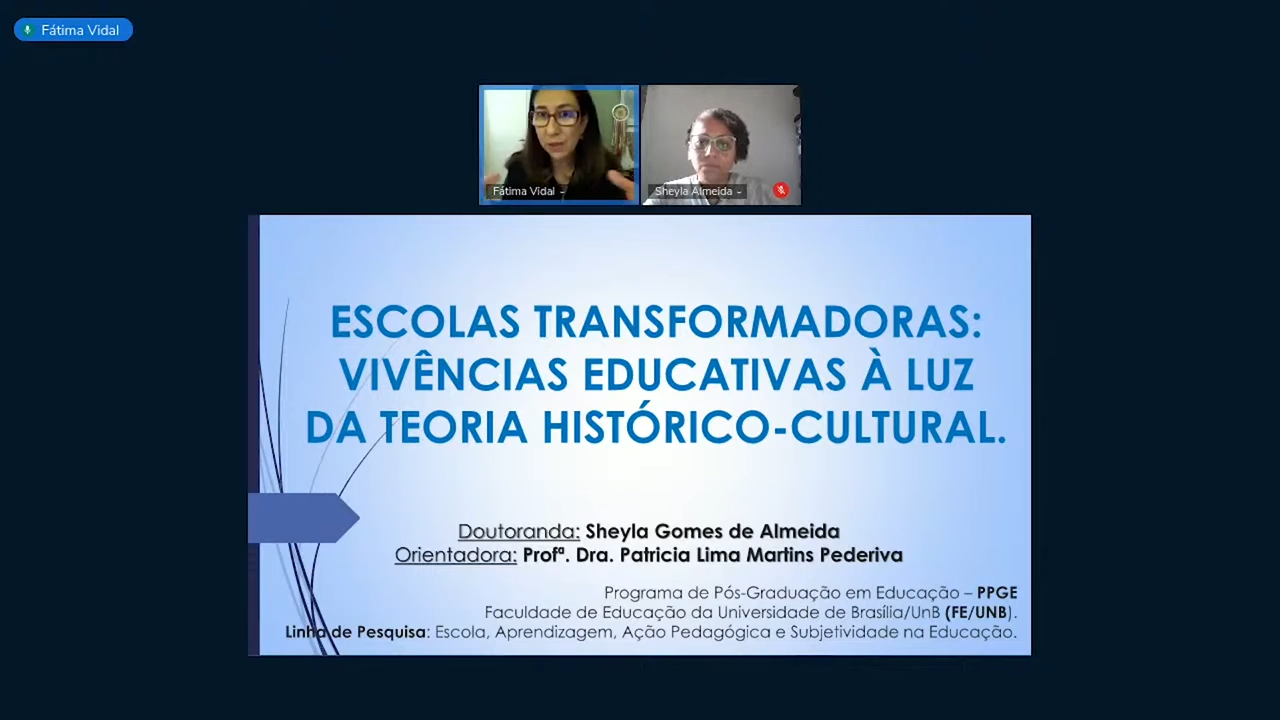 Fátima Vidal
Fátima Vidal -
Sheyla Almeida -
ESCOLAS TRANSFORMADORAS:
VIVÊNCIAS EDUCATIVAS À LUZ
DA TEORIA HISTÓRICO-CULTURAL.
Doutoranda: Sheyla Gomes de Almeida
Orientadora: Profª. Dra. Patricia Lima Martins Pederiva
Programa de Pós-Graduação em Educação – PPGE
Faculdade de Educação da Universidade de Brasília/UnB (FE/UNB).
Linha de Pesquisa: Escola, Aprendizagem, Ação Pedagógica e Subjetividade na Educação.